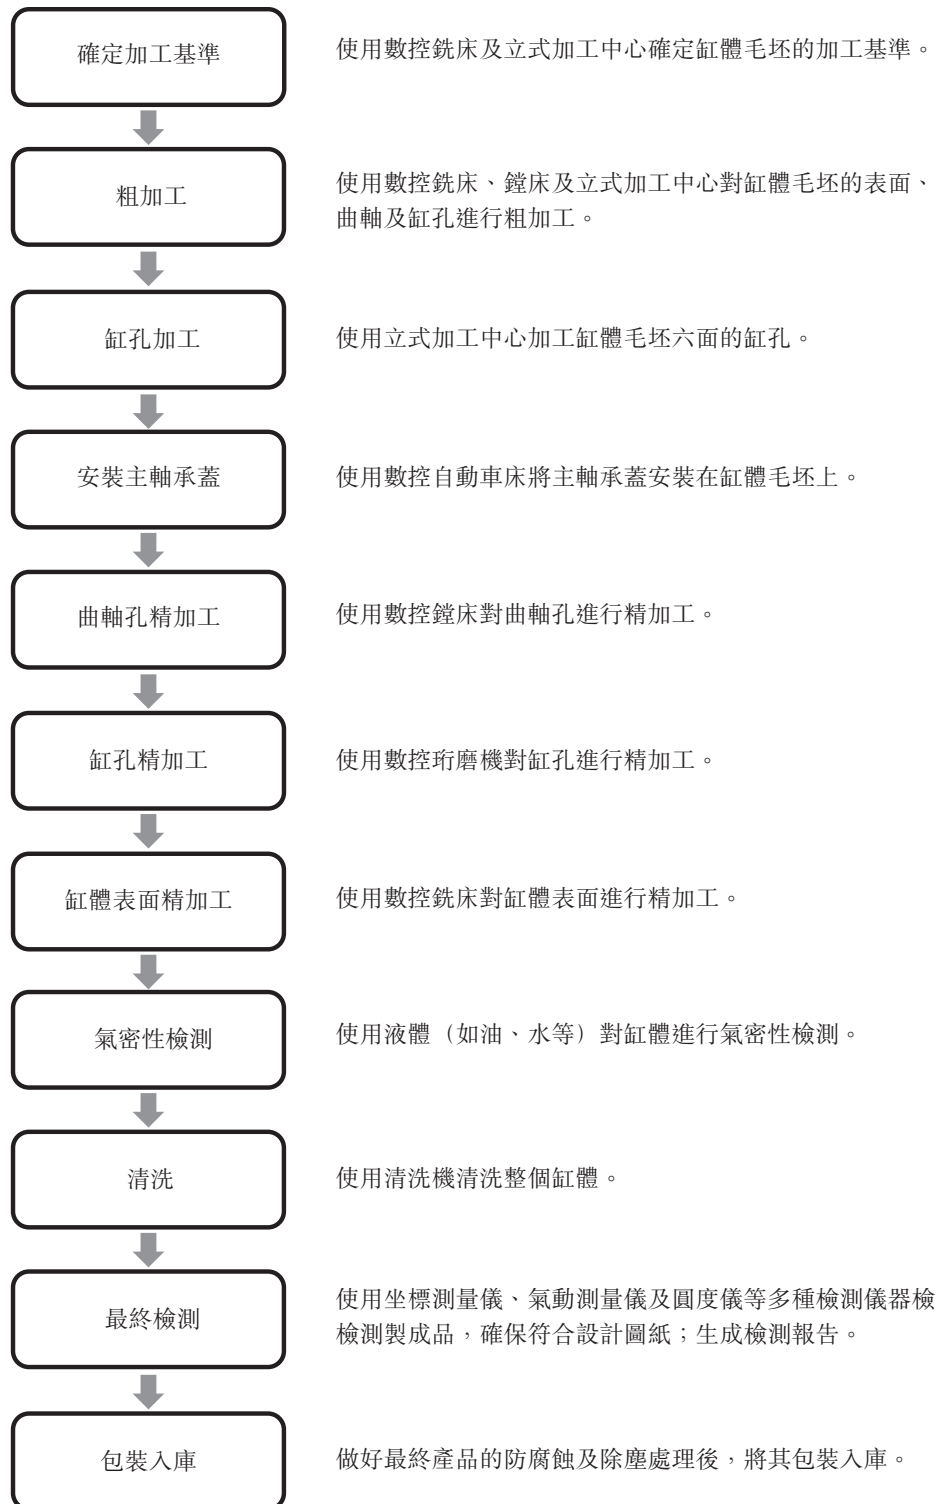 確定加工基準
使用數控銑床及立式加工中心確定缸體毛坯的加工基準。
粗加工
使用數控銑床、鏜床及立式加工中心對缸體毛坯的表面、
曲軸及缸孔進行粗加工。
缸孔加工
使用立式加工中心加工缸體毛坯六面的缸孔。
安裝主軸承蓋
使用數控自動車床將主軸承蓋安裝在缸體毛坯上。
曲軸孔精加工
使用數控鏜床對曲軸孔進行精加工。
缸孔精加工
使用數控珩磨機對缸孔進行精加工。
缸體表面精加工
使用數控銑床對缸體表面進行精加工。
氣密性檢測
使用液體（如油、水等）對缸體進行氣密性檢測。
清洗
使用清洗機清洗整個缸體。
最終檢測
使用坐標測量儀、氣動測量儀及圓度儀等多種檢測儀器檢
檢測製成品，確保符合設計圖紙；生成檢測報告。
包裝入庫
做好最終產品的防腐蝕及除塵處理後，將其包裝入庫。